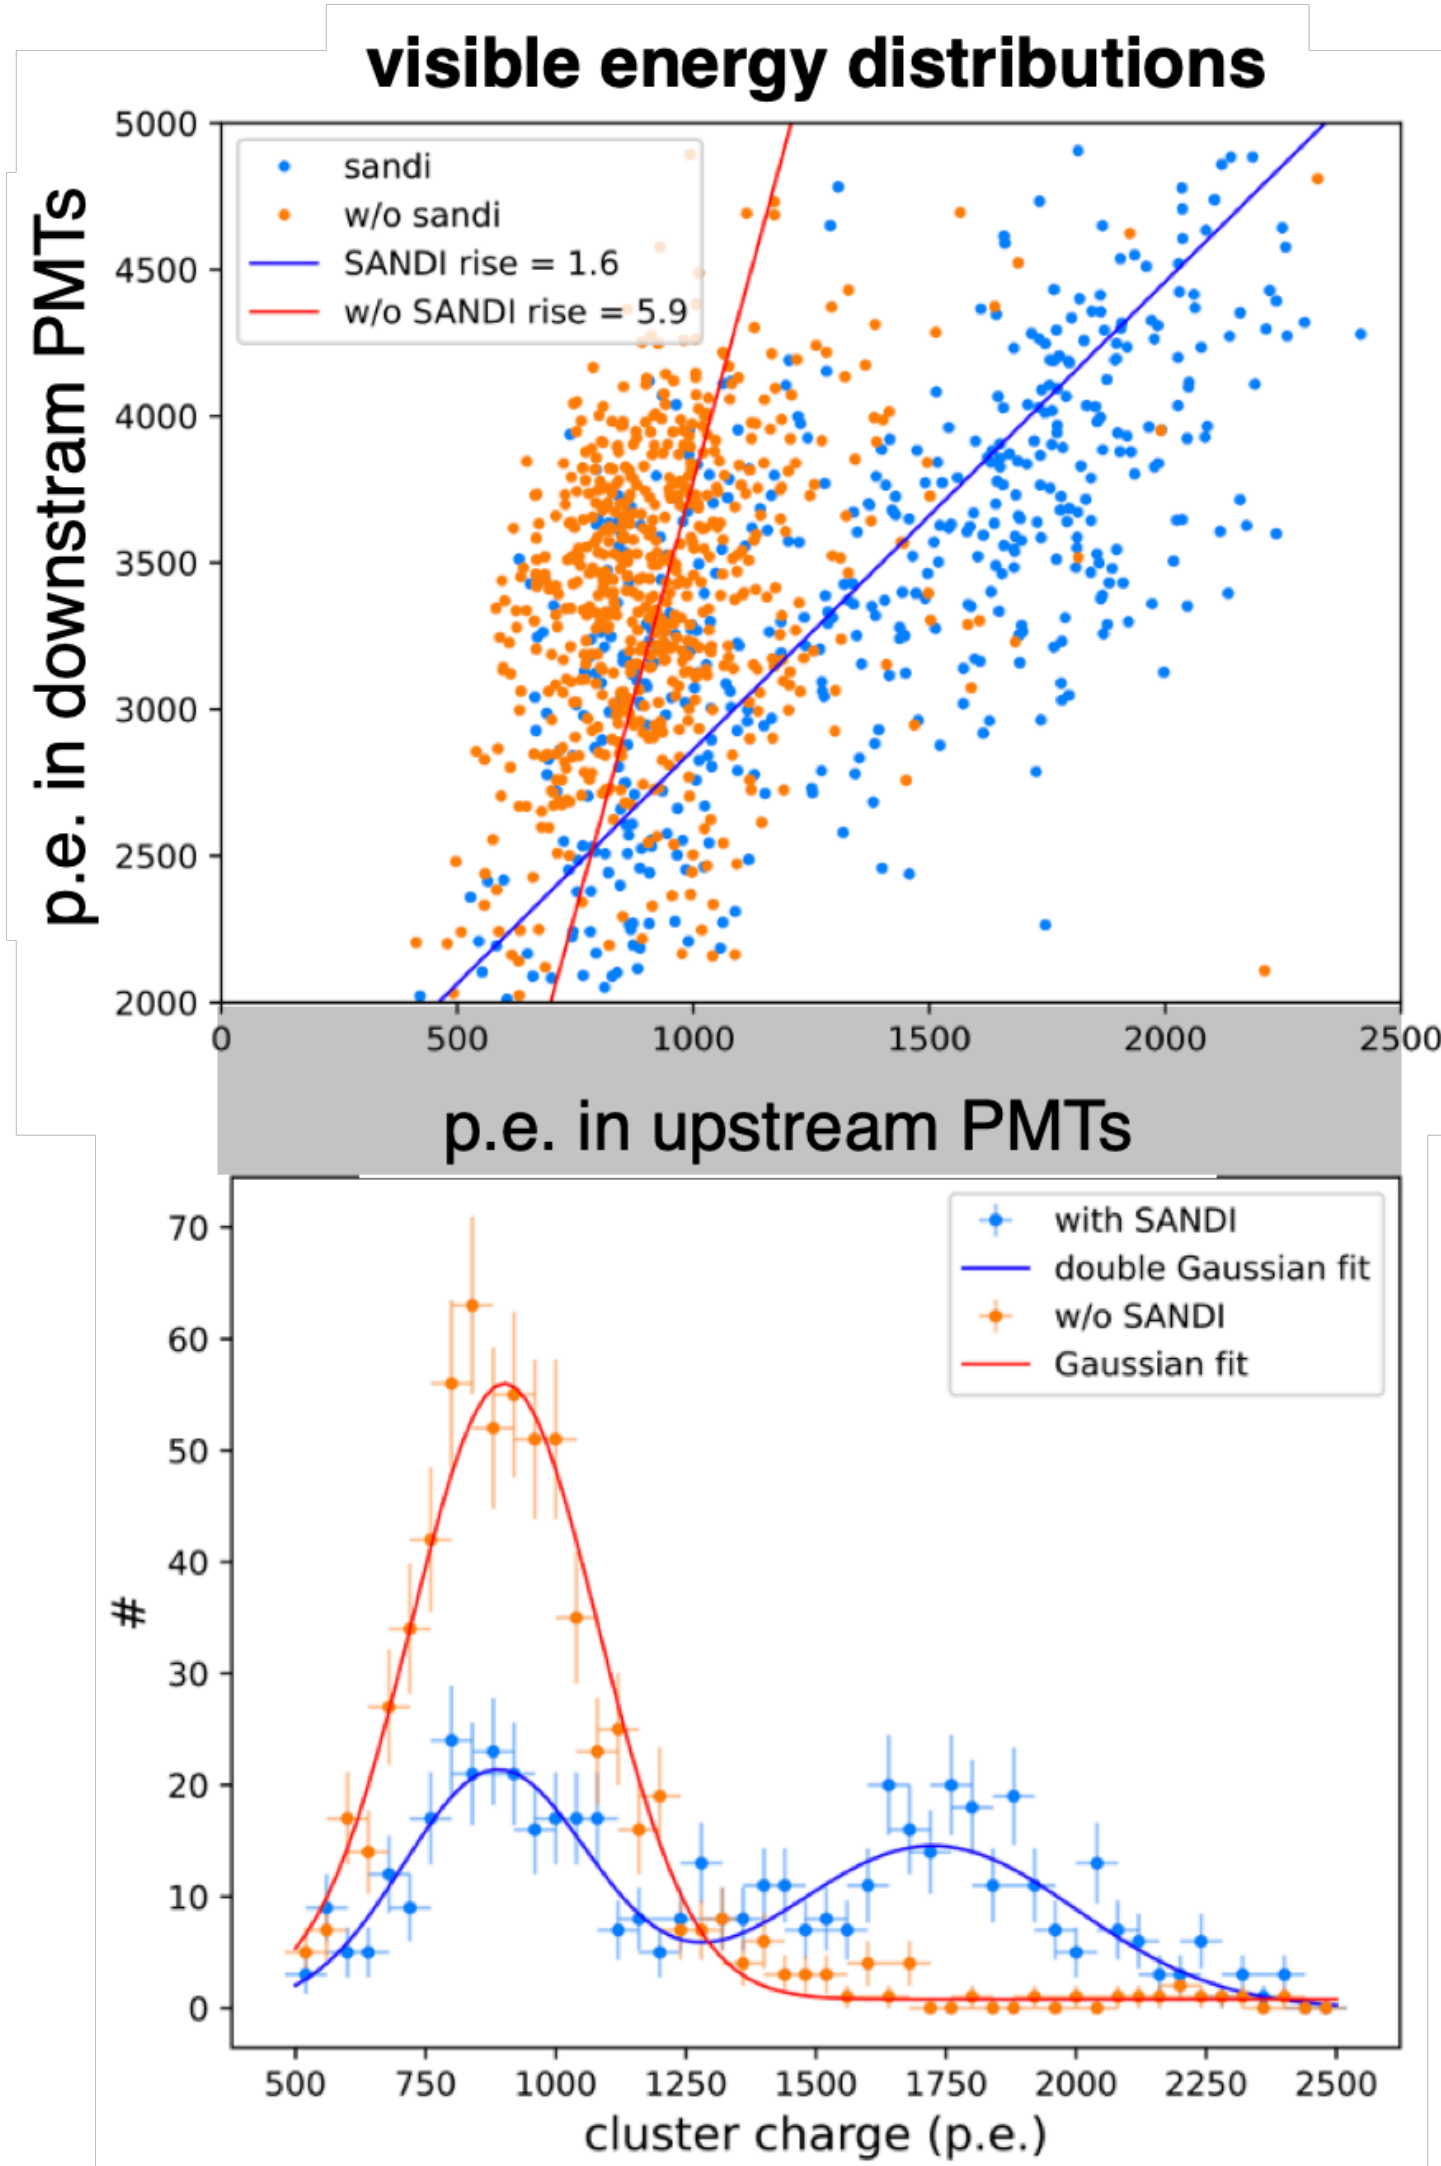 visible energy distributions
p.e. in downstram PMTs
5000
4500
4000
3500
3000
2500
2000
sandi
w/o sandi
SANDI rise = 1.6
w/o SANDI rise = 5.9
0 500 1000 1500 2000 2500
p.e. in upstream PMTs
#
70
60
50
40
30
20
10
0
with SANDI
double Gaussian fit
w/o SANDI
Gaussian fit
500 750 1000 1250 1500 1750 2000 2250 2500
cluster charge (p.e.)